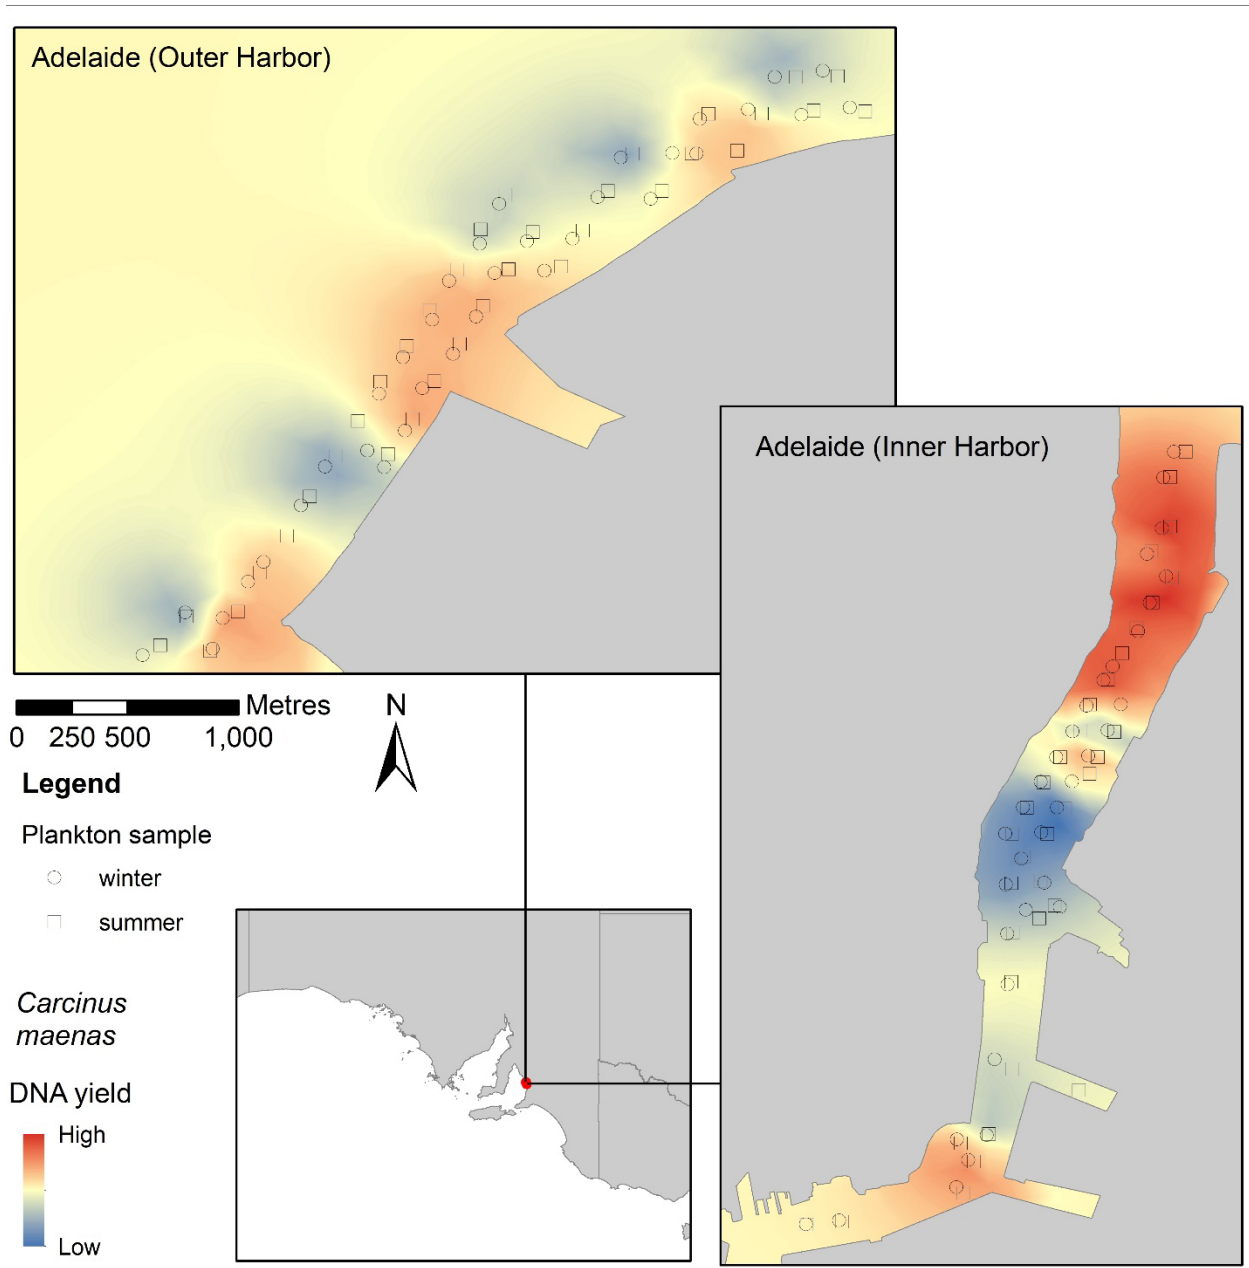 Adelaide (Outer Harbor)
Adelaide (Inner Harbor)
Metres
0 250 500 1,000
N
Legend
Plankton sample
winter
summer
Carcinus
maenas
DNA yield
High
Low